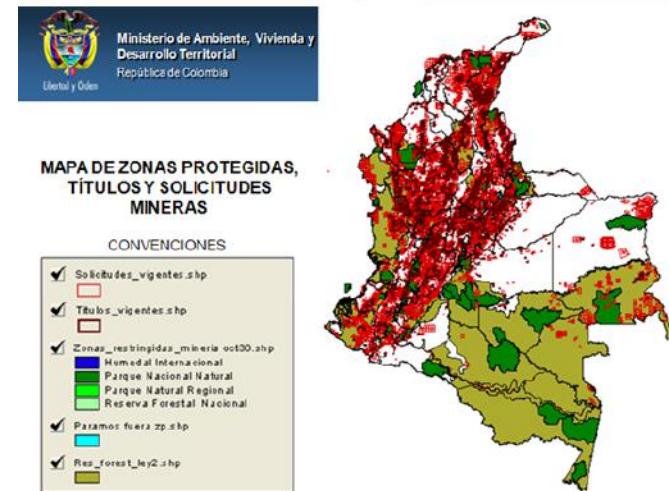 Ministerio de Ambiente, Vivienda y
Desarrollo Territorial
República de Colombia
Libertad y Orden
MAPA DE ZONAS PROTEGIDAS,
TÍTULOS Y SOLICITUDES
MINERAS
CONVENCIONES
Solicitudes_vigentes.shp
Títulos_vigentes.shp
Zonas_restringidas_mineria oct30.shp
Humedal Internacional
Parque Nacional Natural
Parque Natural Regional
Reserva Forestal Nacional
Paramos fuera zp.shp
Res_forest_ley2.shp